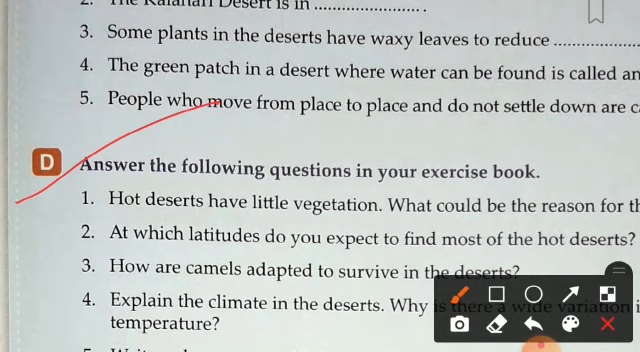 2. The Kalahari Desert is in ........................ .
3. Some plants in the deserts have waxy leaves to reduce ..................
4. The green patch in a desert where water can be found is called an
5. People who move from place to place and do not settle down are
D Answer the following questions in your exercise book.
1. Hot deserts have little vegetation. What could be the reason for
2. At which latitudes do you expect to find most of the hot deserts?
3. How are camels adapted to survive in the deserts?
4. Explain the climate in the deserts. Why is there a wide variation
temperature?